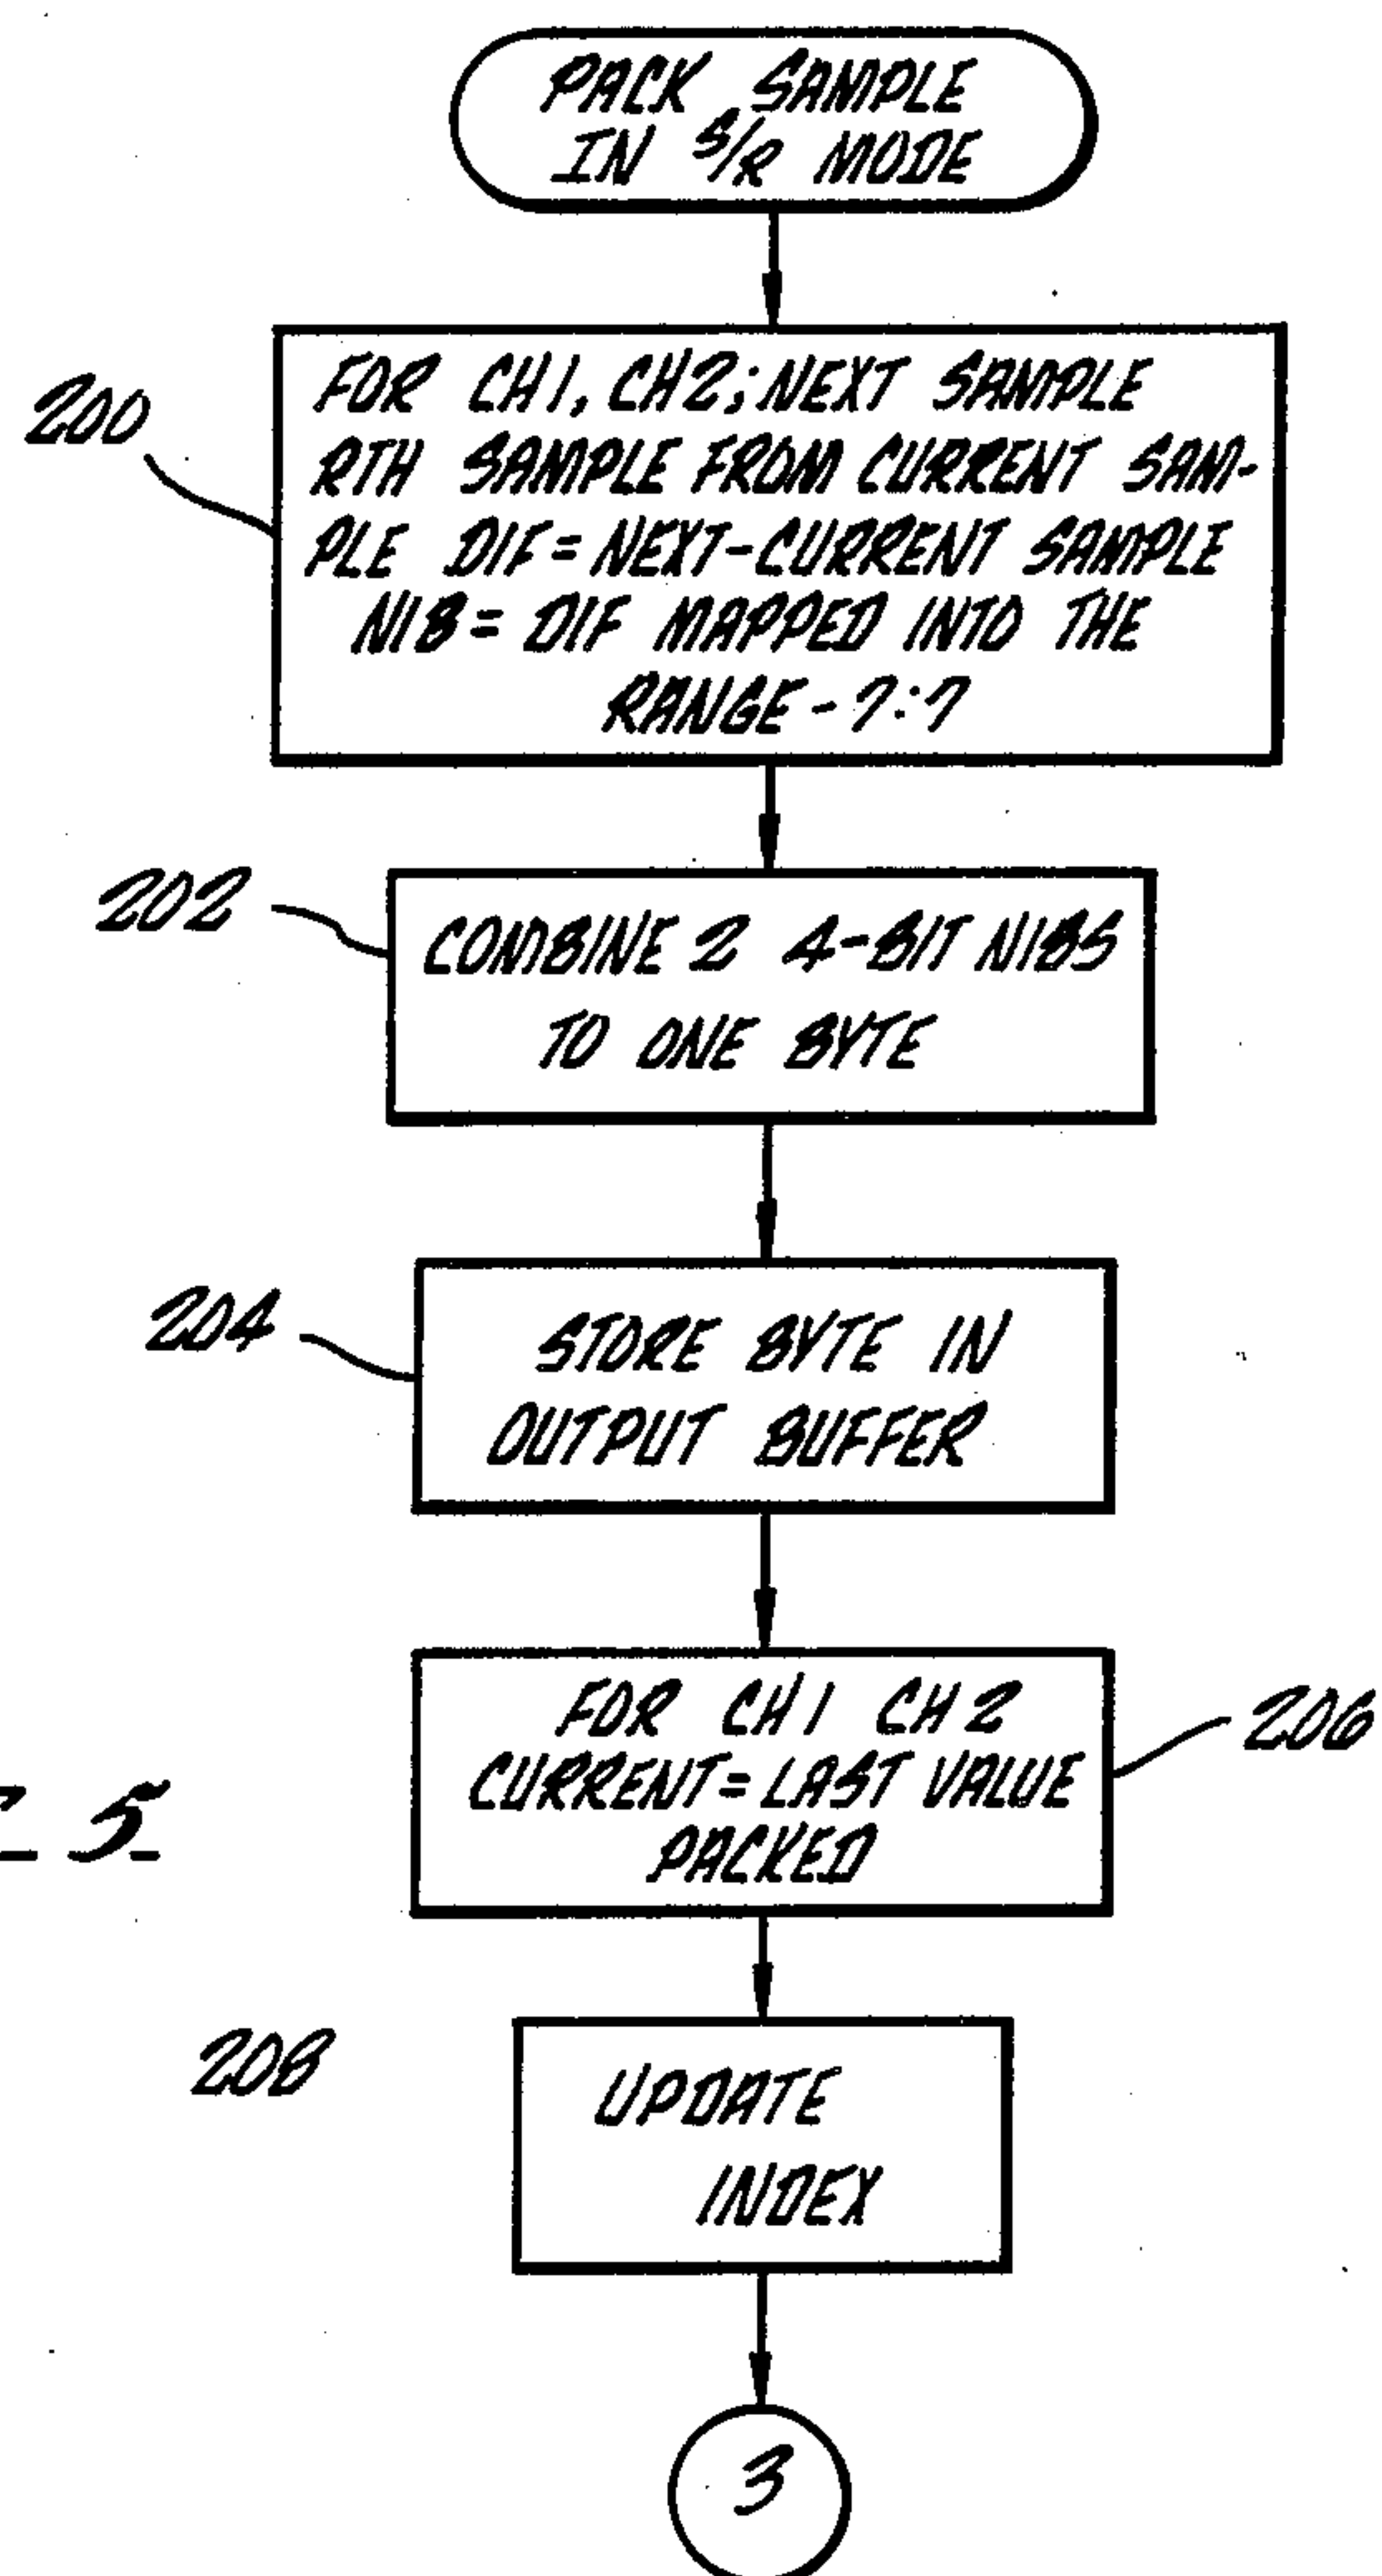 PACK SAMPLE
IN S/R MODE
200
FOR CH1, CH2; NEXT SAMPLE
RTH SAMPLE FROM CURRENT SAM-
PLE DIF = NEXT-CURRENT SAMPLE
NIB = DIF MAPPED INTO THE
RANGE - 7:7
202
COMBINE 2 4-BIT NIBS
TO ONE BYTE
204
STORE BYTE IN
OUTPUT BUFFER
206
FOR CH1 CH2
CURRENT = LAST VALUE
PACKED
5
208
UPDATE
INDEX
3